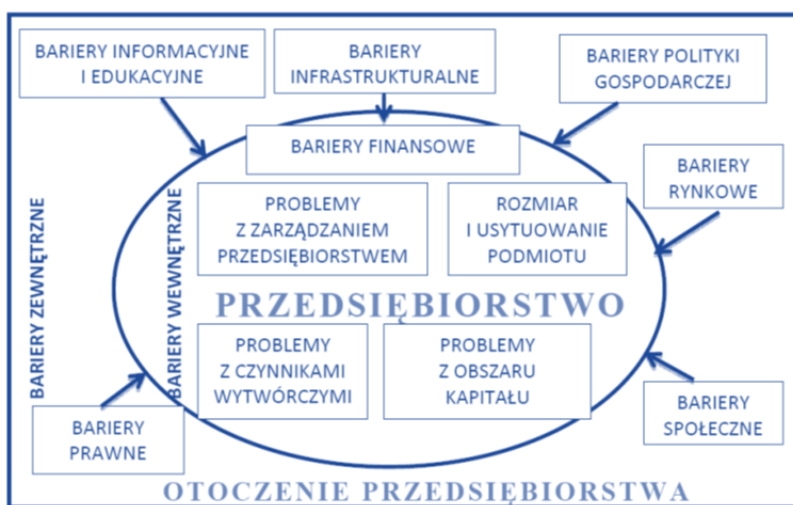 BARIERY INFORMACYJNE
I EDUKACYJNE
BARIERY
INFRASTRUKTURALNE
BARIERY POLITYKI
GOSPODARCZEJ
BARIERY FINANSOWE
BARIERY
RYNKOWE
PROBLEMY
Z ZARZĄDZANIEM
PRZEDSIĘBIORSTWEM
ROZMIAR
I USYTUOWANIE
PODMIOTU
BARIERY ZEWNĘTRZNE
BARIERY WEWNĘTRZNE
PRZEDSIĘBIORSTWO
PROBLEMY
Z CZYNNIKAMI
WYTWÓRCZYMI
PROBLEMY
Z OBSZARU
KAPITAŁU
BARIERY
PRAWNE
BARIERY
SPOŁECZNE
OTOCZENIE PRZEDSIĘBIORSTWA